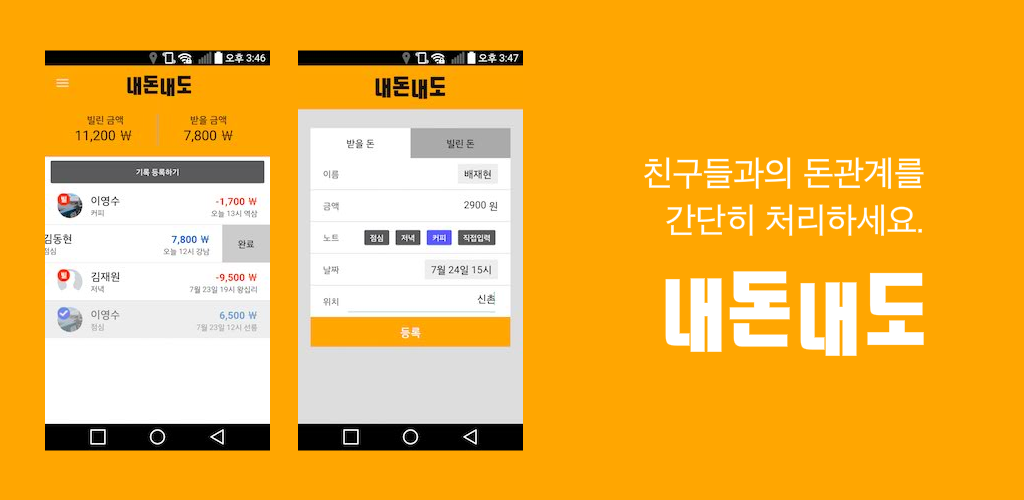 오후 3:46
내돈내도
빌린 금액
받을 금액
11,200 ₩
7,800 ₩
기록 등록하기
이영수
-1,700 ₩
커피
오늘 13시 역삼
김동현
7,800 ₩
점심
오늘 12시 강남
완료
김재원
-9,500 ₩
저녁
7월 23일 19시 왕십리
이영수
6,500 ₩
점심
7월 23일 12시 선릉
오후 3:47
내돈내도
받을 돈
빌린 돈
이름
배재현
금액
2900 원
노트
점심
저녁
커피
직접입력
날짜
7월 24일 15시
위치
신촌
등록
친구들과의 돈관계를
간단히 처리하세요.
내돈내도